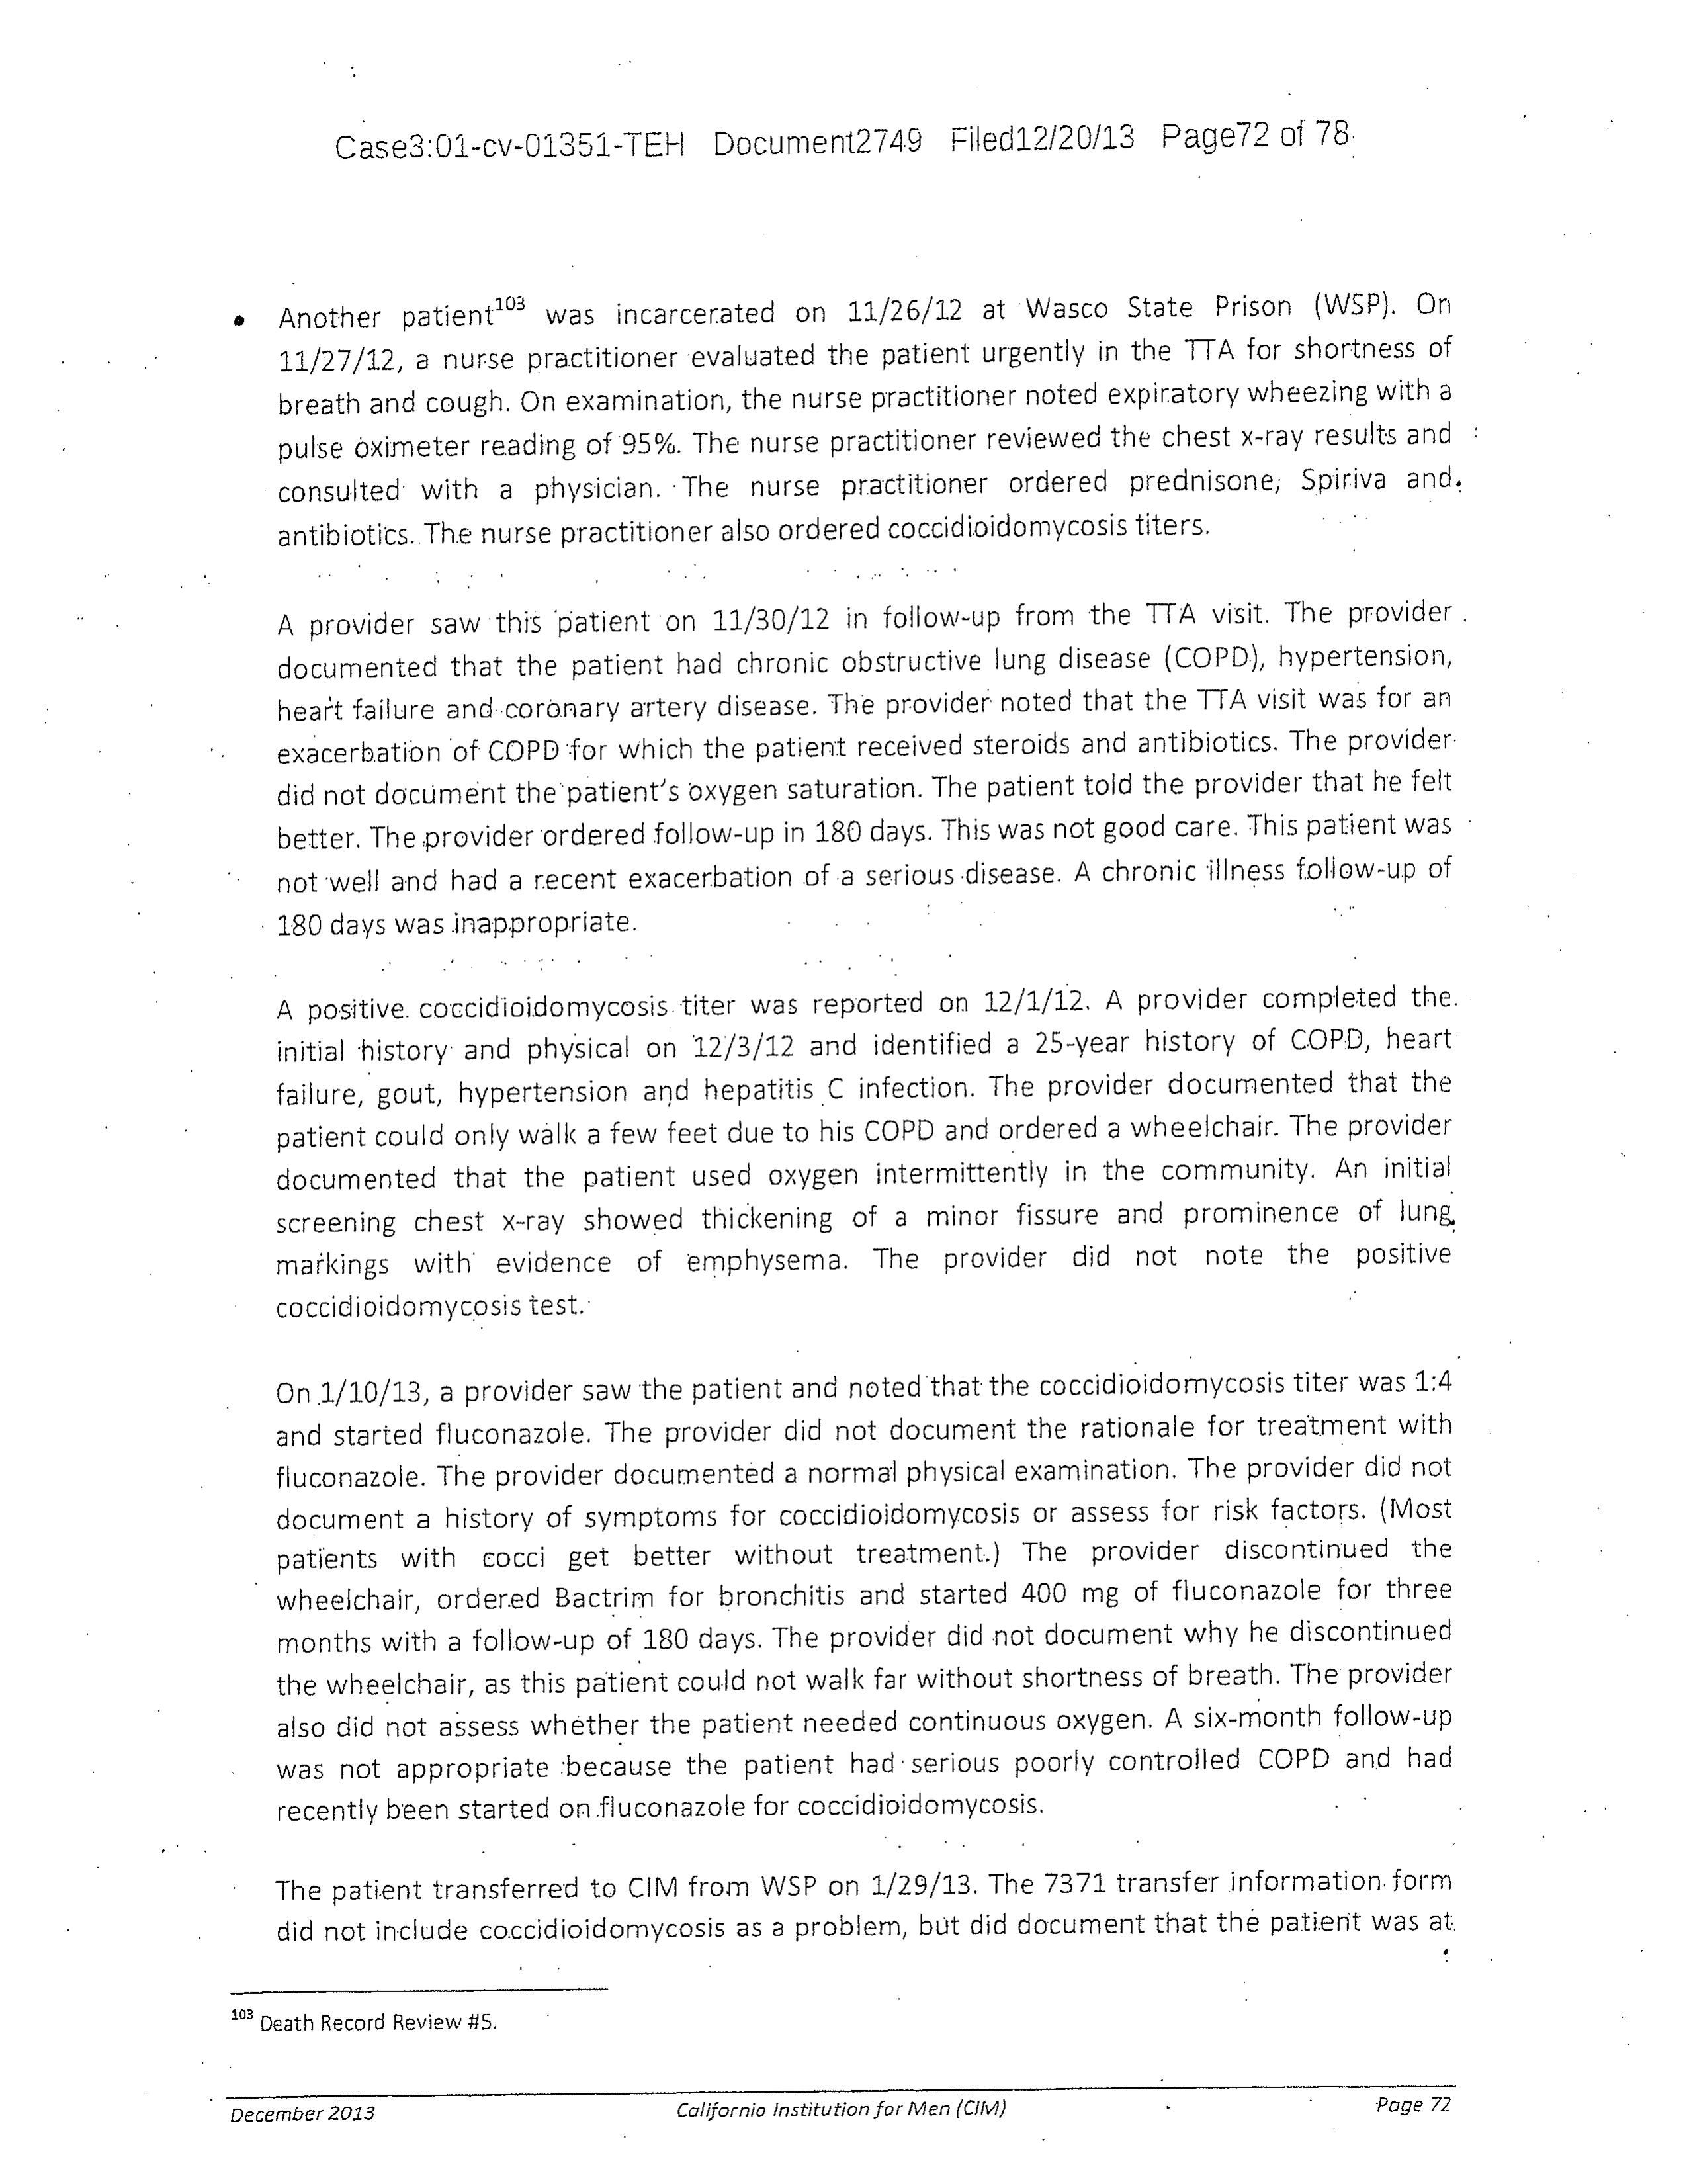 Case3:01-cv-01351-TEH Document2749 Filed12/20/13 Page72 of 78
• Another patient103 was incarcerated on 11/26/12 at Wasco State Prison (WSP). On
11/27/12, a nurse practitioner evaluated the patient urgently in the TTA for shortness of
breath and cough. On examination, the nurse practitioner noted expiratory wheezing with a
pulse oximeter reading of 95%. The nurse practitioner reviewed the chest x-ray results and
consulted with a physician. The nurse practitioner ordered prednisone, Spiriva and
antibiotics. The nurse practitioner also ordered coccidioidomycosis titers.
A provider saw this patient on 11/30/12 in follow-up from the TTA visit. The provider
documented that the patient had chronic obstructive lung disease (COPD), hypertension,
heart failure and coronary artery disease. The provider noted that the TTA visit was for an
exacerbation of COPD for which the patient received steroids and antibiotics. The provider
did not document the patient's oxygen saturation. The patient told the provider that he felt
better. The provider ordered follow-up in 180 days. This was not good care. This patient was
not well and had a recent exacerbation of a serious disease. A chronic illness follow-up of
180 days was inappropriate.
A positive coccidioidomycosis titer was reported on 12/1/12. A provider completed the
initial history and physical on 12/3/12 and identified a 25-year history of COPD, heart
failure, gout, hypertension and hepatitis C infection. The provider documented that the
patient could only walk a few feet due to his COPD and ordered a wheelchair. The provider
documented that the patient used oxygen intermittently in the community. An initial
screening chest x-ray showed thickening of a minor fissure and prominence of lung
markings with evidence of emphysema. The provider did not note the positive
coccidioidomycosis test.
On 1/10/13, a provider saw the patient and noted that the coccidioidomycosis titer was 1:4
and started fluconazole. The provider did not document the rationale for treatment with
fluconazole. The provider documented a normal physical examination. The provider did not
document a history of symptoms for coccidioidomycosis or assess for risk factors. (Most
patients with cocci get better without treatment.) The provider discontinued the
wheelchair, ordered Bactrim for bronchitis and started 400 mg of fluconazole for three
months with a follow-up of 180 days. The provider did not document why he discontinued
the wheelchair, as this patient could not walk far without shortness of breath. The provider
also did not assess whether the patient needed continuous oxygen. A six-month follow-up
was not appropriate because the patient had serious poorly controlled COPD and had
recently been started on fluconazole for coccidioidomycosis.
The patient transferred to CIM from WSP on 1/29/13. The 7371 transfer information form
did not include coccidioidomycosis as a problem, but did document that the patient was at
103 Death Record Review #5.
December 2013 California Institution for Men (CIM) Page 72